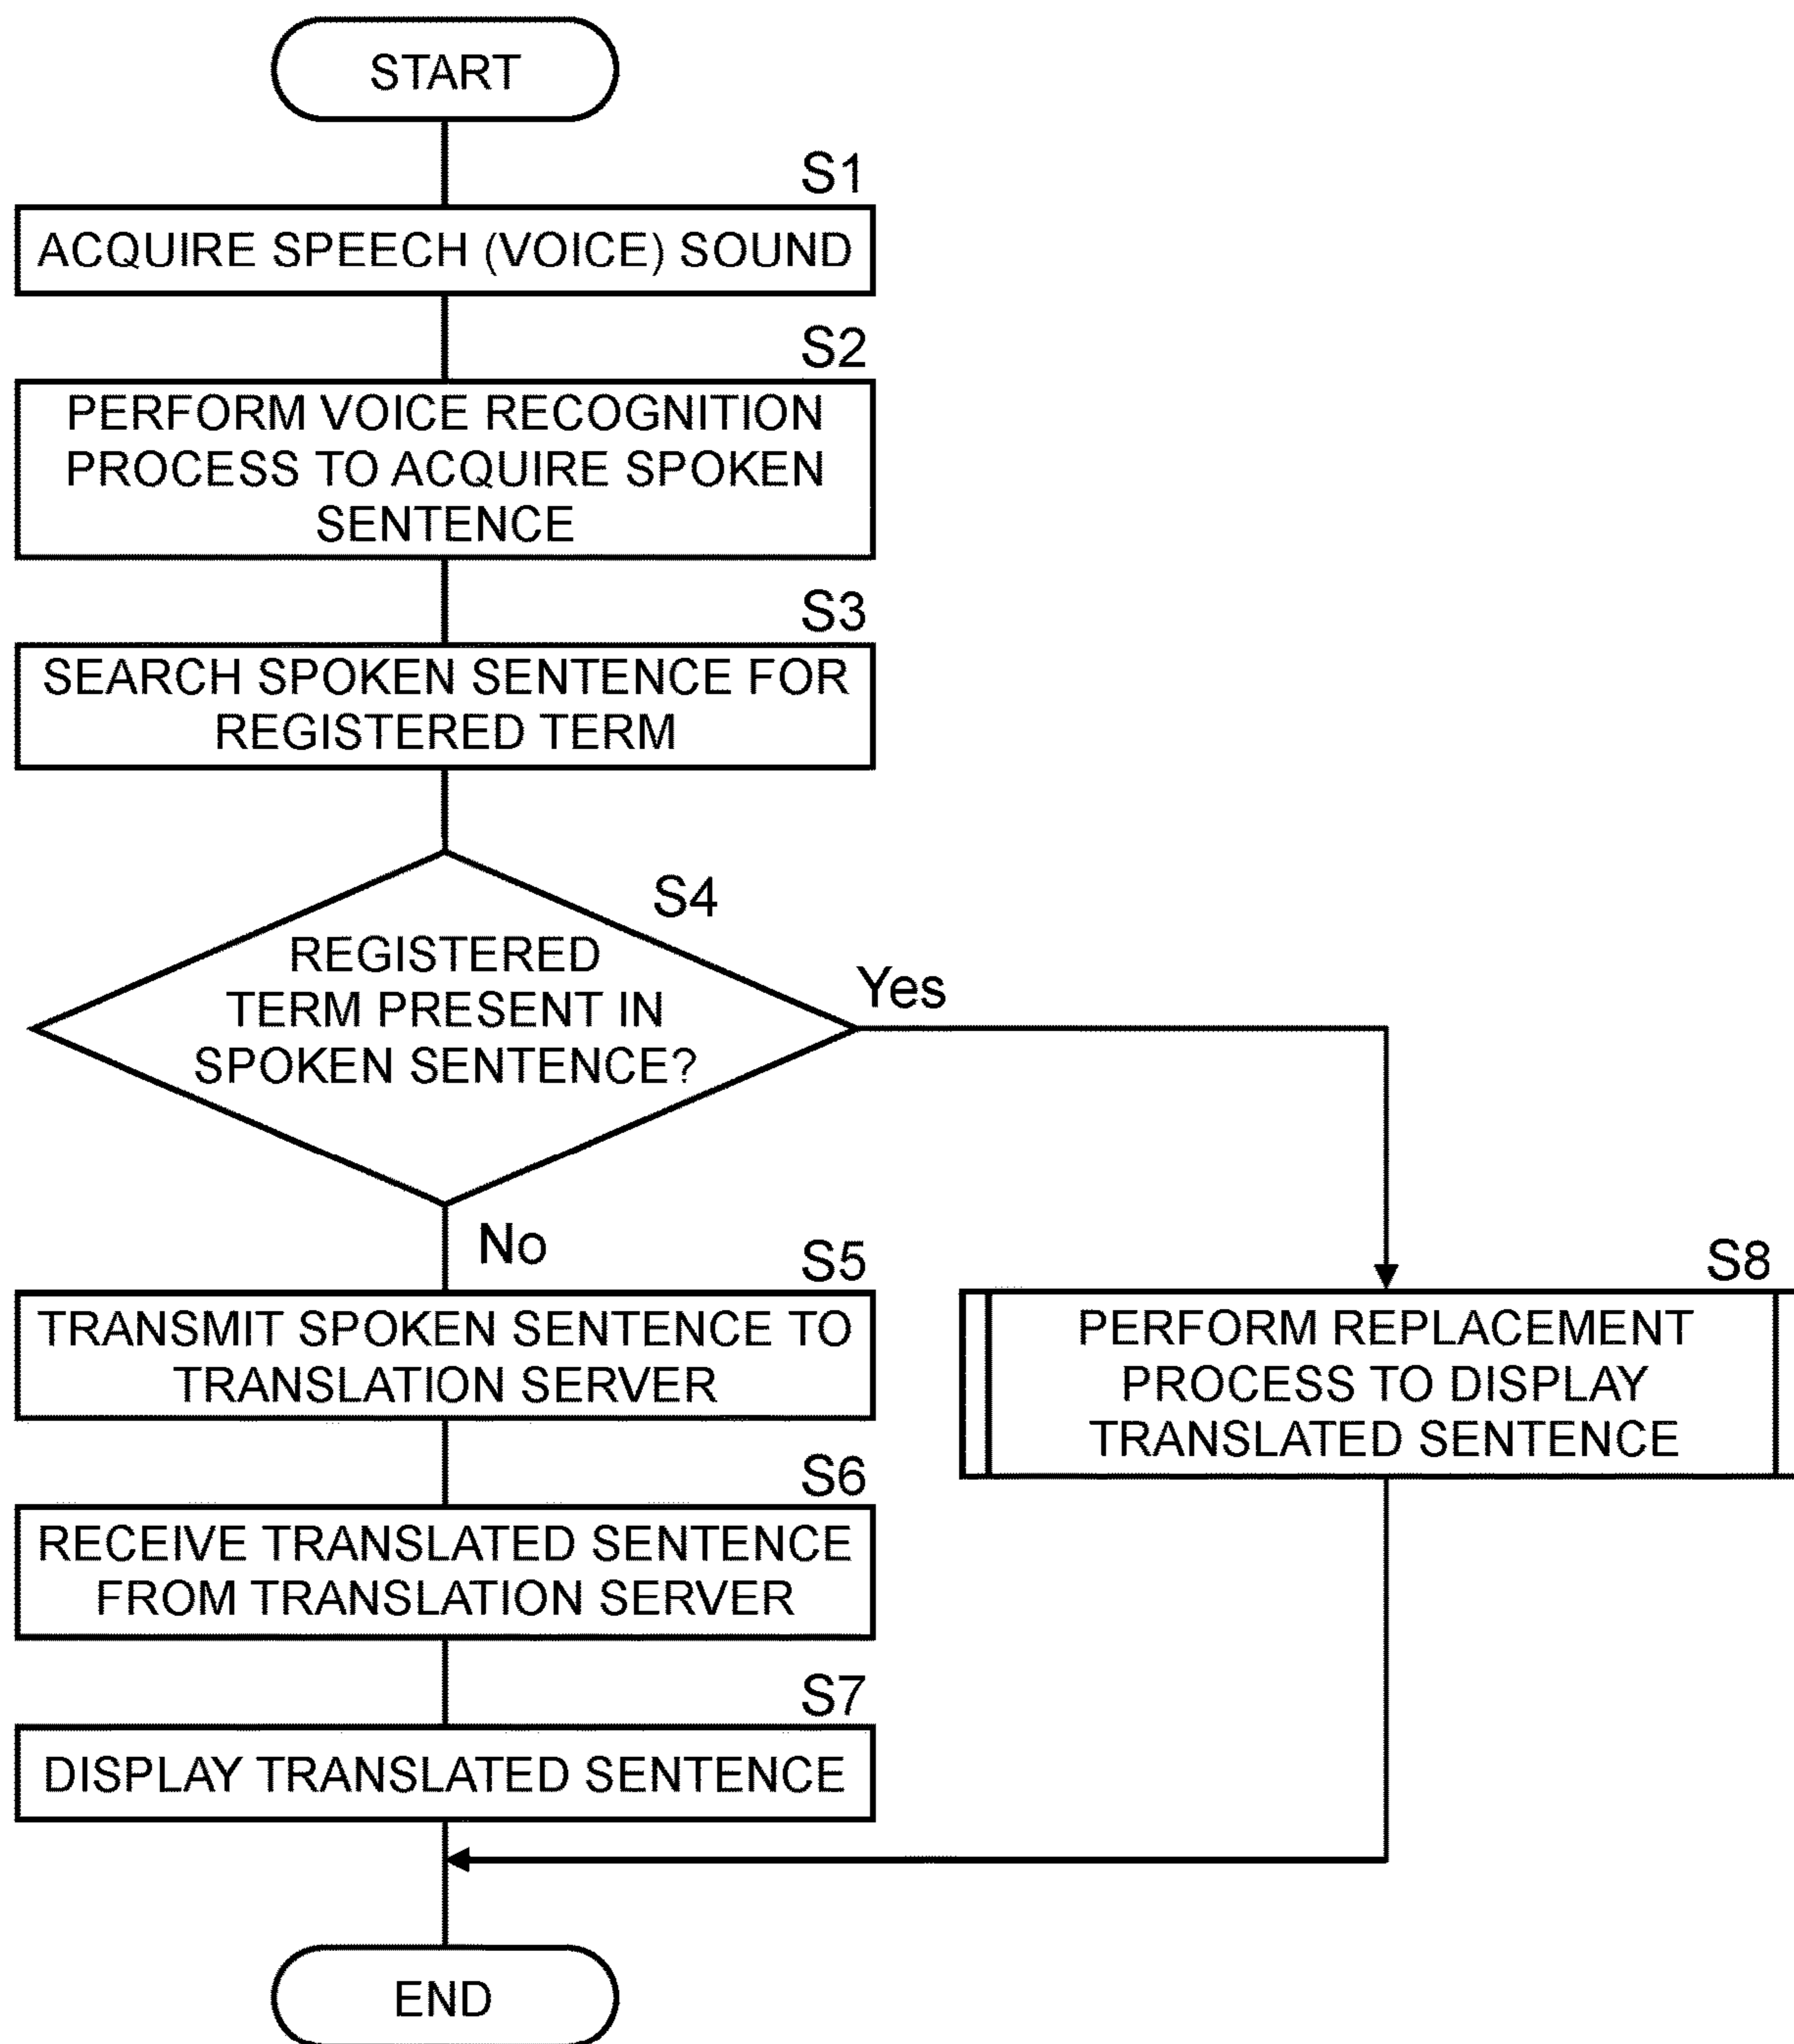 START
S1
ACQUIRE SPEECH (VOICE) SOUND
S2
PERFORM VOICE RECOGNITION
PROCESS TO ACQUIRE SPOKEN
SENTENCE
S3
SEARCH SPOKEN SENTENCE FOR
REGISTERED TERM
S4
REGISTERED
TERM PRESENT IN
SPOKEN SENTENCE?
Yes
No
S5
TRANSMIT SPOKEN SENTENCE TO
TRANSLATION SERVER
S8
PERFORM REPLACEMENT
PROCESS TO DISPLAY
TRANSLATED SENTENCE
S6
RECEIVE TRANSLATED SENTENCE
FROM TRANSLATION SERVER
S7
DISPLAY TRANSLATED SENTENCE
END